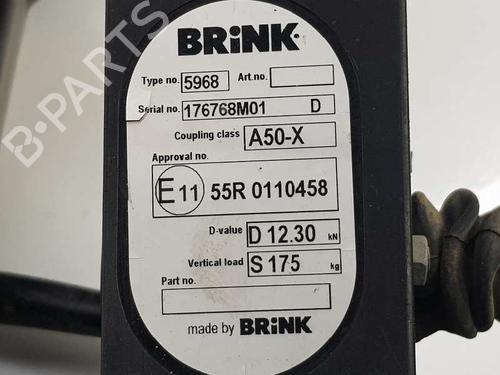 B-PARTS
BRINK
Type no. 5968 Art.no.
Serial no. 176768M01 D
Coupling class A50-X
Approval no.
E11 55R 0110458
D-value D 12.30 kN
Vertical load S 175 kg
Part no.
made by BRINK